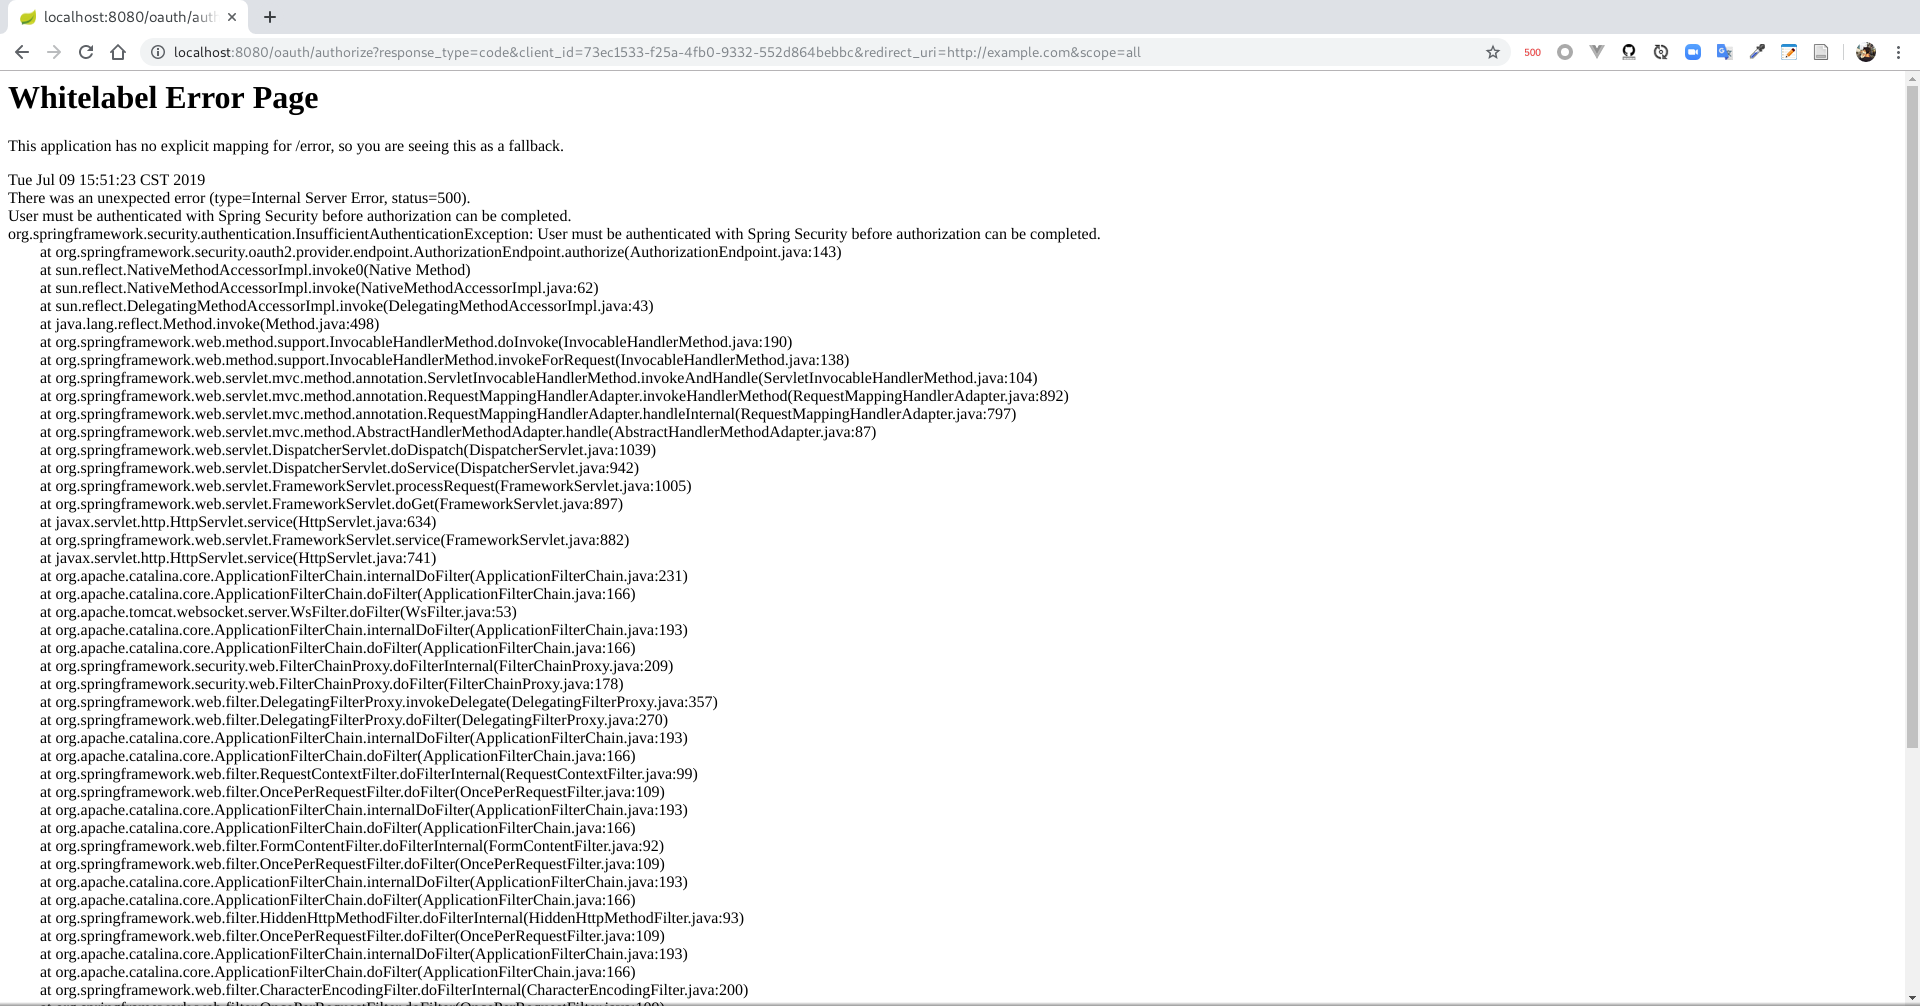 localhost:8080/oauth/auth
localhost:8080/oauth/authorize?response_type=code&client_id=73ec1533-f25a-4fb0-9332-552d864bebbc&redirect_uri=http://example.com&scope=all
500
Whitelabel Error Page
This application has no explicit mapping for /error, so you are seeing this as a fallback.
Tue Jul 09 15:51:23 CST 2019
There was an unexpected error (type=Internal Server Error, status=500).
User must be authenticated with Spring Security before authorization can be completed.
org.springframework.security.authentication.InsufficientAuthenticationException: User must be authenticated with Spring Security before authorization can be completed.
at org.springframework.security.oauth2.provider.endpoint.AuthorizationEndpoint.authorize(AuthorizationEndpoint.java:143)
at sun.reflect.NativeMethodAccessorImpl.invoke0(Native Method)
at sun.reflect.NativeMethodAccessorImpl.invoke(NativeMethodAccessorImpl.java:62)
at sun.reflect.DelegatingMethodAccessorImpl.invoke(DelegatingMethodAccessorImpl.java:43)
at java.lang.reflect.Method.invoke(Method.java:498)
at org.springframework.web.method.support.InvocableHandlerMethod.doInvoke(InvocableHandlerMethod.java:190)
at org.springframework.web.method.support.InvocableHandlerMethod.invokeForRequest(InvocableHandlerMethod.java:138)
at org.springframework.web.servlet.mvc.method.annotation.ServletInvocableHandlerMethod.invokeAndHandle(ServletInvocableHandlerMethod.java:104)
at org.springframework.web.servlet.mvc.method.annotation.RequestMappingHandlerAdapter.invokeHandlerMethod(RequestMappingHandlerAdapter.java:892)
at org.springframework.web.servlet.mvc.method.annotation.RequestMappingHandlerAdapter.handleInternal(RequestMappingHandlerAdapter.java:797)
at org.springframework.web.servlet.mvc.method.AbstractHandlerMethodAdapter.handle(AbstractHandlerMethodAdapter.java:87)
at org.springframework.web.servlet.DispatcherServlet.doDispatch(DispatcherServlet.java:1039)
at org.springframework.web.servlet.DispatcherServlet.doService(DispatcherServlet.java:942)
at org.springframework.web.servlet.FrameworkServlet.processRequest(FrameworkServlet.java:1005)
at org.springframework.web.servlet.FrameworkServlet.doGet(FrameworkServlet.java:897)
at javax.servlet.http.HttpServlet.service(HttpServlet.java:634)
at org.springframework.web.servlet.FrameworkServlet.service(FrameworkServlet.java:882)
at javax.servlet.http.HttpServlet.service(HttpServlet.java:741)
at org.apache.catalina.core.ApplicationFilterChain.internalDoFilter(ApplicationFilterChain.java:231)
at org.apache.catalina.core.ApplicationFilterChain.doFilter(ApplicationFilterChain.java:166)
at org.apache.tomcat.websocket.server.WsFilter.doFilter(WsFilter.java:53)
at org.apache.catalina.core.ApplicationFilterChain.internalDoFilter(ApplicationFilterChain.java:193)
at org.apache.catalina.core.ApplicationFilterChain.doFilter(ApplicationFilterChain.java:166)
at org.springframework.security.web.FilterChainProxy.doFilterInternal(FilterChainProxy.java:209)
at org.springframework.security.web.FilterChainProxy.doFilter(FilterChainProxy.java:178)
at org.springframework.web.filter.DelegatingFilterProxy.invokeDelegate(DelegatingFilterProxy.java:357)
at org.springframework.web.filter.DelegatingFilterProxy.doFilter(DelegatingFilterProxy.java:270)
at org.apache.catalina.core.ApplicationFilterChain.internalDoFilter(ApplicationFilterChain.java:193)
at org.apache.catalina.core.ApplicationFilterChain.doFilter(ApplicationFilterChain.java:166)
at org.springframework.web.filter.RequestContextFilter.doFilterInternal(RequestContextFilter.java:99)
at org.springframework.web.filter.OncePerRequestFilter.doFilter(OncePerRequestFilter.java:109)
at org.apache.catalina.core.ApplicationFilterChain.internalDoFilter(ApplicationFilterChain.java:193)
at org.apache.catalina.core.ApplicationFilterChain.doFilter(ApplicationFilterChain.java:166)
at org.springframework.web.filter.FormContentFilter.doFilterInternal(FormContentFilter.java:92)
at org.springframework.web.filter.OncePerRequestFilter.doFilter(OncePerRequestFilter.java:109)
at org.apache.catalina.core.ApplicationFilterChain.internalDoFilter(ApplicationFilterChain.java:193)
at org.apache.catalina.core.ApplicationFilterChain.doFilter(ApplicationFilterChain.java:166)
at org.springframework.web.filter.HiddenHttpMethodFilter.doFilterInternal(HiddenHttpMethodFilter.java:93)
at org.springframework.web.filter.OncePerRequestFilter.doFilter(OncePerRequestFilter.java:109)
at org.apache.catalina.core.ApplicationFilterChain.internalDoFilter(ApplicationFilterChain.java:193)
at org.apache.catalina.core.ApplicationFilterChain.doFilter(ApplicationFilterChain.java:166)
at org.springframework.web.filter.CharacterEncodingFilter.doFilterInternal(CharacterEncodingFilter.java:200)